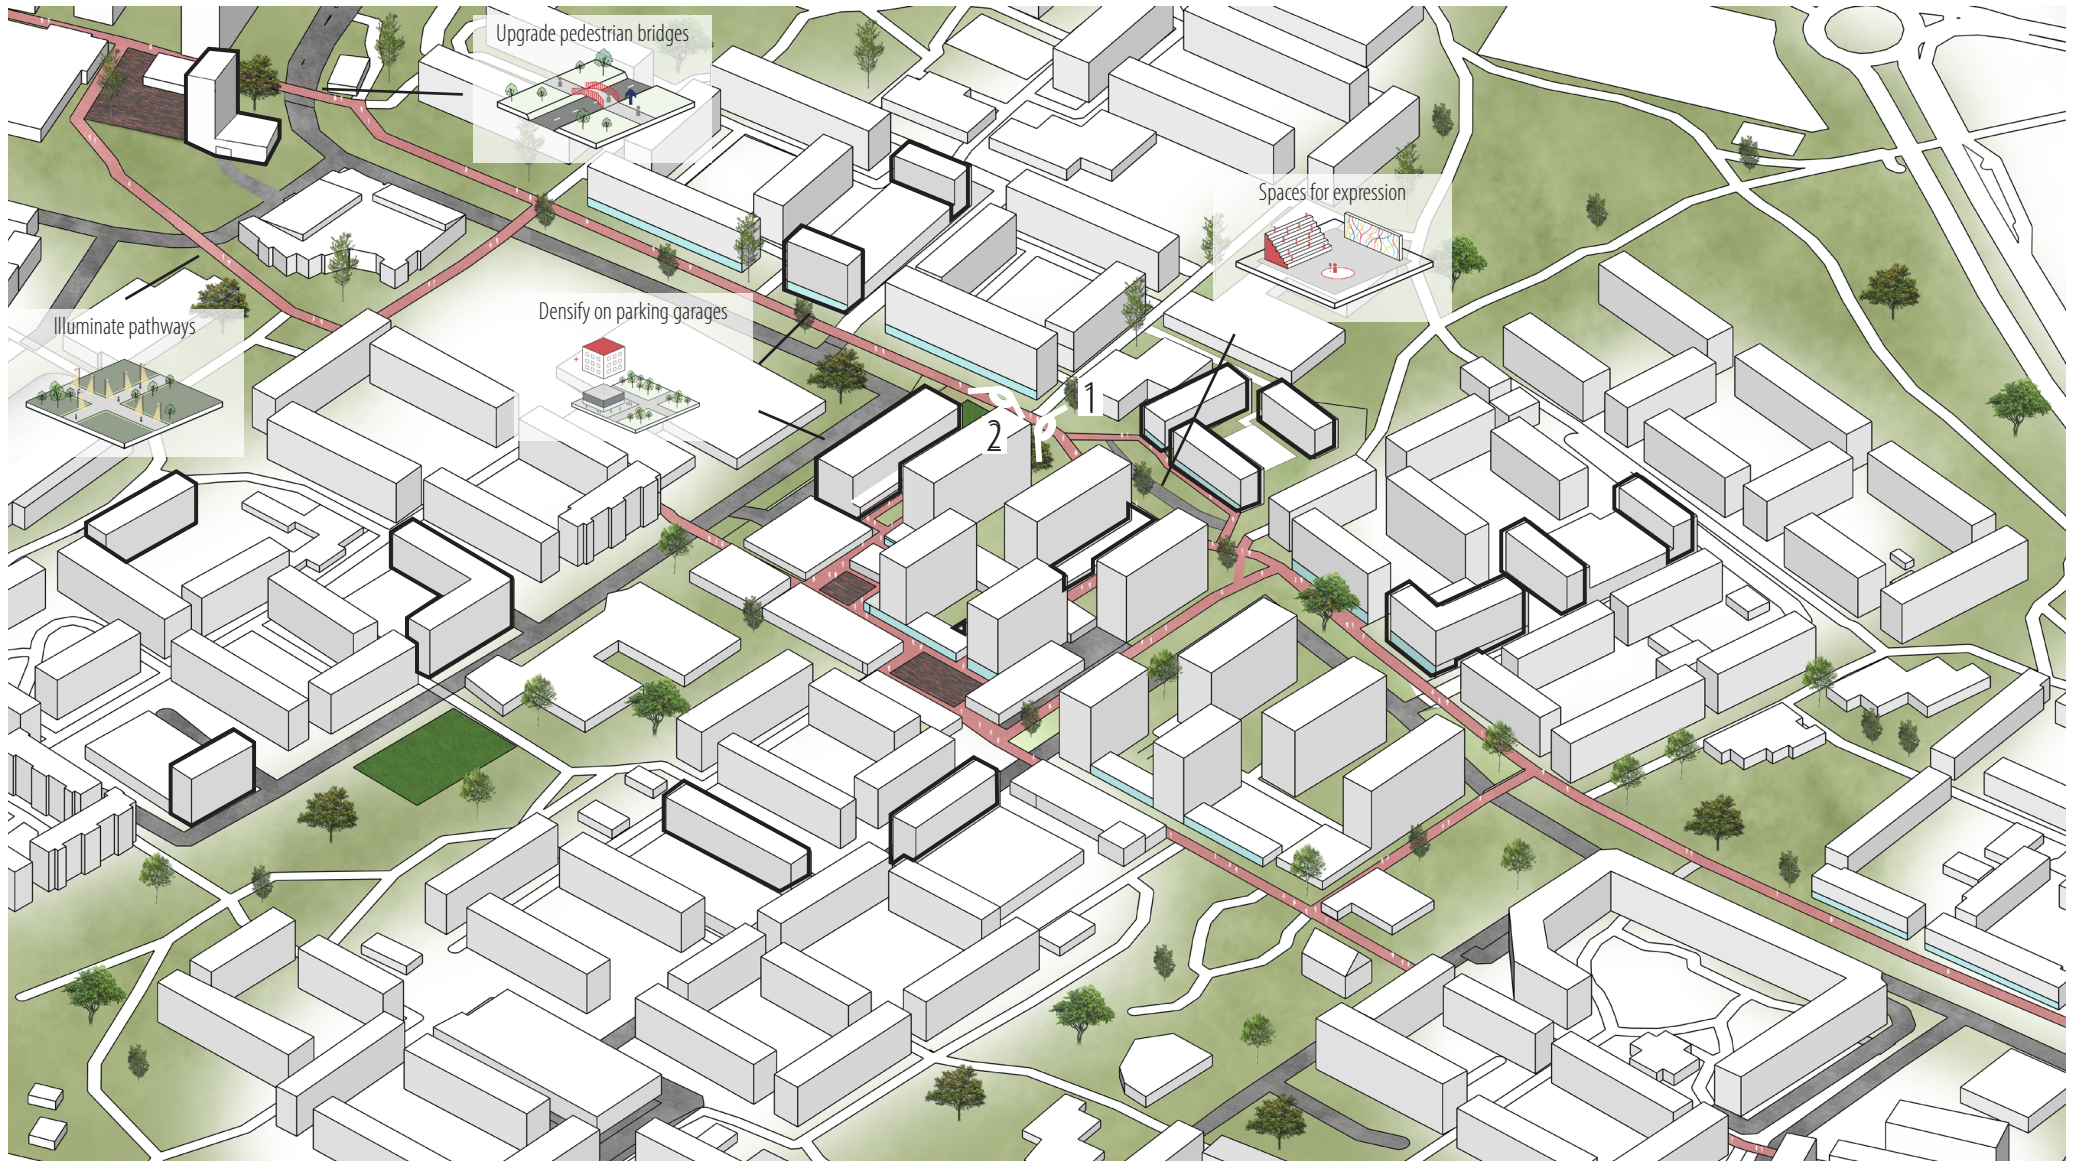 Upgrade pedestrian bridges
Spaces for expression
Densify on parking garages
Illuminate pathways
1
2